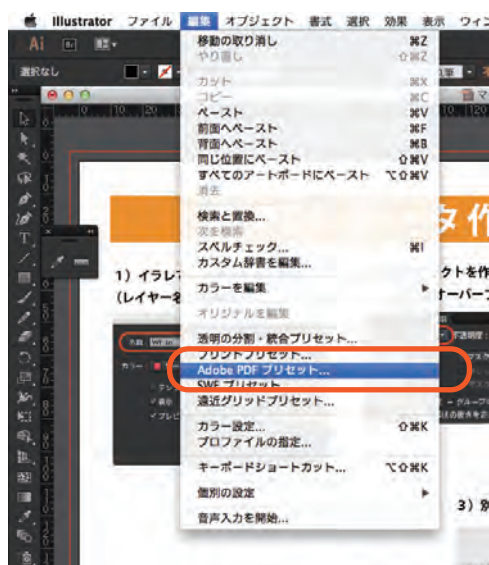 Illustrator ファイル 編集 オブジェクト 書式 選択 効果 表示
Ai Br
選択なし
移動の取り消し ⌘Z
やり直し ⇧⌘Z
カット ⌘X
コピー ⌘C
ペースト ⌘V
前面へペースト ⌘F
背面へペースト ⌘B
同じ位置にペースト ⇧⌘V
すべてのアートボードにペースト ⌥⇧⌘V
消去
検索と置換...
次を検索
スペルチェック... ⌘I
カスタム辞書を編集...
カラーを編集
オリジナルを編集
透明の分割・統合プリセット...
プリントプリセット...
Adobe PDF プリセット...
SWF プリセット...
遠近グリッドプリセット...
カラー設定... ⇧⌘K
プロファイルの指定...
キーボードショートカット... ⌥⇧⌘K
個別の設定
音声入力を開始...
タ作
1）イラレ
（レイヤー名
クトを作
オーバープ
名前
カラー
不透明度：
3）別